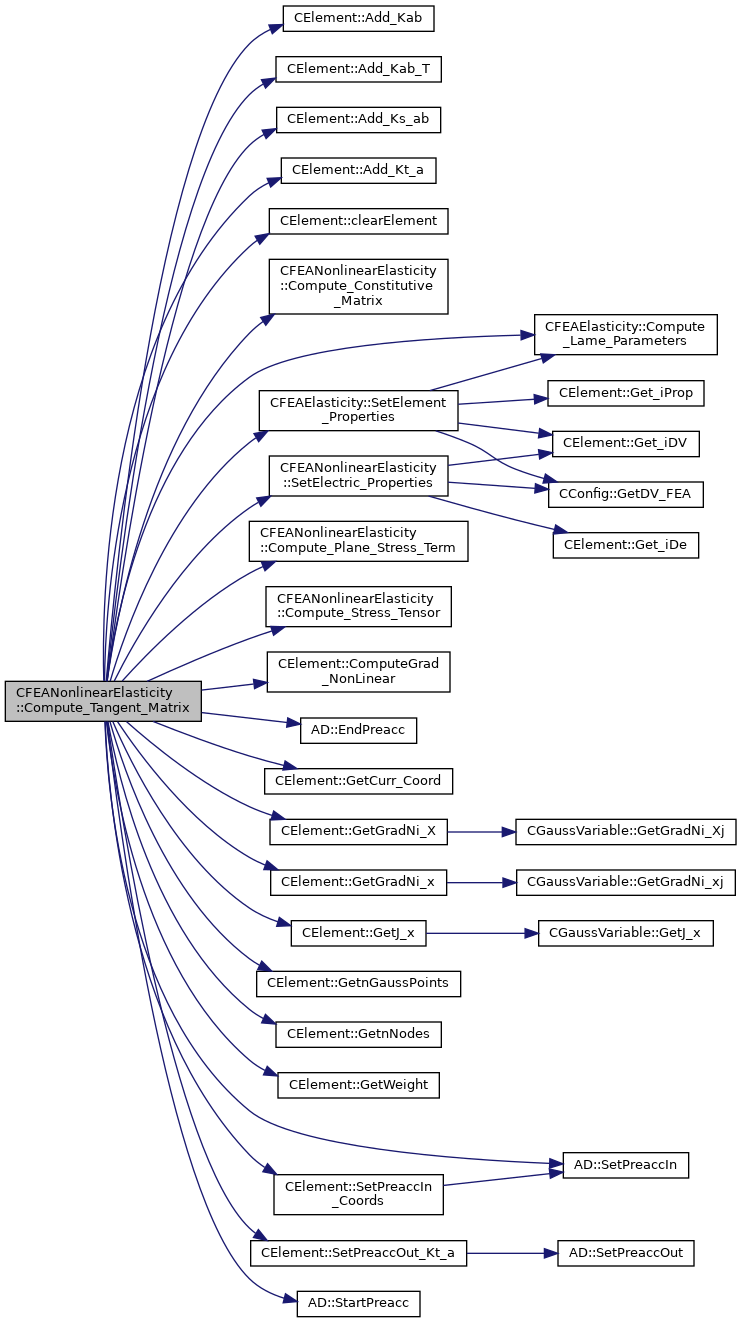 CElement::Add_Kab
CElement::Add_Kab_T
CElement::Add_Ks_ab
CElement::Add_Kt_a
CElement::clearElement
CFEANonlinearElasticity
::Compute_Constitutive
_Matrix
CFEAElasticity::Compute
_Lame_Parameters
CFEAElasticity::SetElement
_Properties
CElement::Get_iProp
CElement::Get_iDV
CFEANonlinearElasticity
::SetElectric_Properties
CConfig::GetDV_FEA
CElement::Get_iDe
CFEANonlinearElasticity
::Compute_Plane_Stress_Term
CFEANonlinearElasticity
::Compute_Stress_Tensor
CElement::ComputeGrad
_NonLinear
CFEANonlinearElasticity
::Compute_Tangent_Matrix
AD::EndPreacc
CElement::GetCurr_Coord
CElement::GetGradNi_X
CGaussVariable::GetGradNi_Xj
CElement::GetGradNi_x
CGaussVariable::GetGradNi_xj
CElement::GetJ_x
CGaussVariable::GetJ_x
CElement::GetnGaussPoints
CElement::GetnNodes
CElement::GetWeight
AD::SetPreaccIn
CElement::SetPreaccIn
_Coords
CElement::SetPreaccOut_Kt_a
AD::SetPreaccOut
AD::StartPreacc